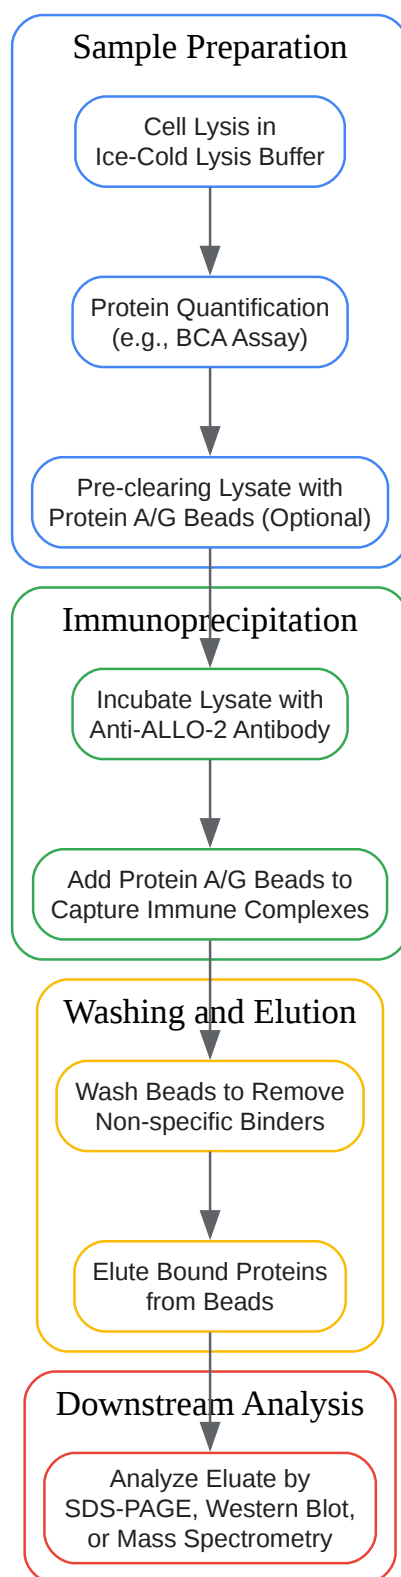 Sample Preparation
Cell Lysis in
Ice-Cold Lysis Buffer
Protein Quantification
(e.g., BCA Assay)
Pre-clearing Lysate with
Protein A/G Beads (Optional)
Immunoprecipitation
Incubate Lysate with
Anti-ALLO-2 Antibody
Add Protein A/G Beads to
Capture Immune Complexes
Washing and Elution
Wash Beads to Remove
Non-specific Binders
Elute Bound Proteins
from Beads
Downstream Analysis
Analyze Eluate by
SDS-PAGE, Western Blot,
or Mass Spectrometry